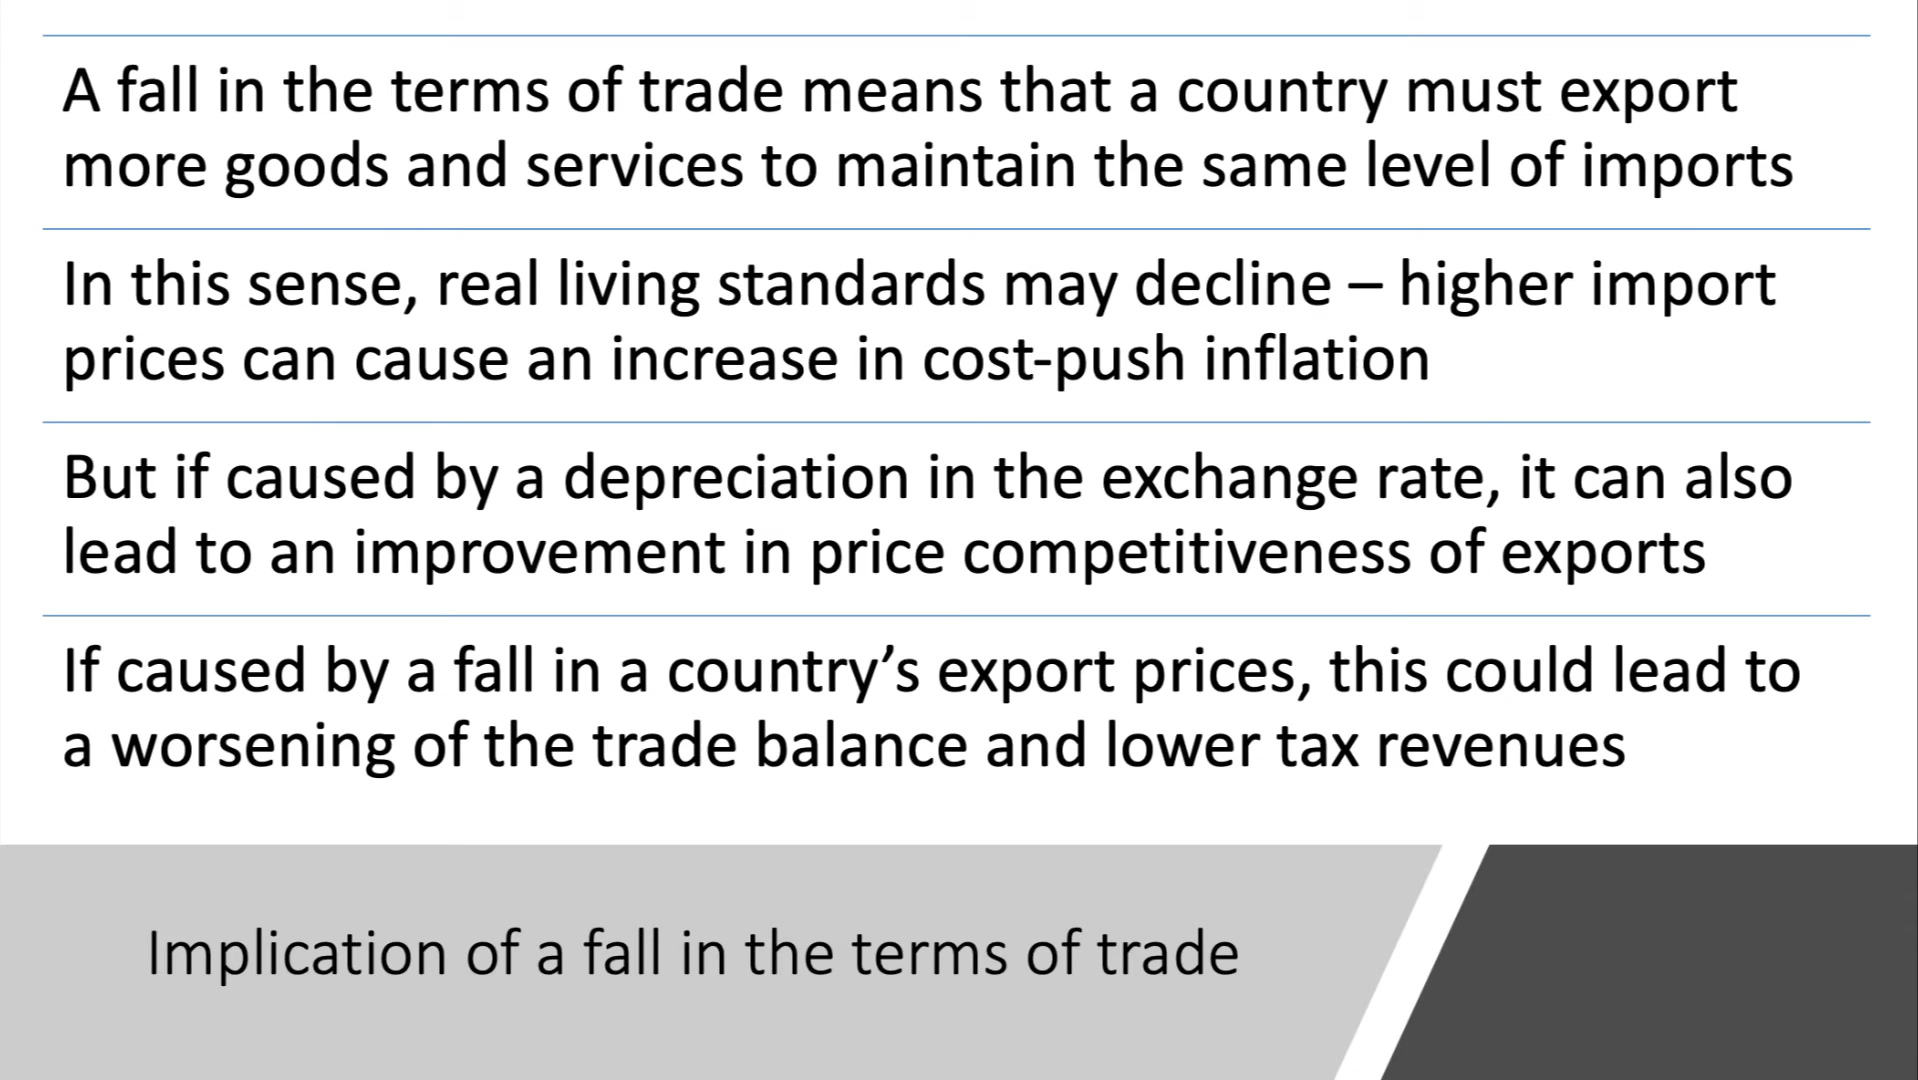 A fall in the terms of trade means that a country must export
more goods and services to maintain the same level of imports
In this sense, real living standards may decline – higher import
prices can cause an increase in cost-push inflation
But if caused by a depreciation in the exchange rate, it can also
lead to an improvement in price competitiveness of exports
If caused by a fall in a country’s export prices, this could lead to
a worsening of the trade balance and lower tax revenues
Implication of a fall in the terms of trade